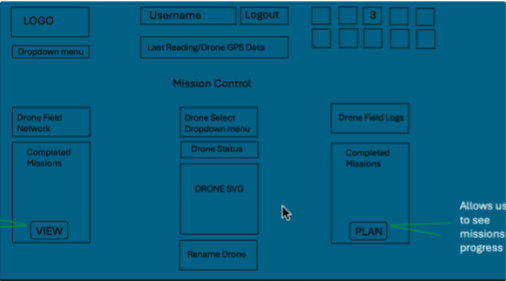 LOGO
Username
Logout
3
Dropdown menu
Last Reading/Drone GPS Data
Mission Control
Drone Field
Network
Drone Select
Dropdown menu
Drone Field Logs
Completed
Missions
Drone Status
Completed
Missions
DRONE SVG
VIEW
PLAN
Allows us
to see
missions
progress
Rename Drone